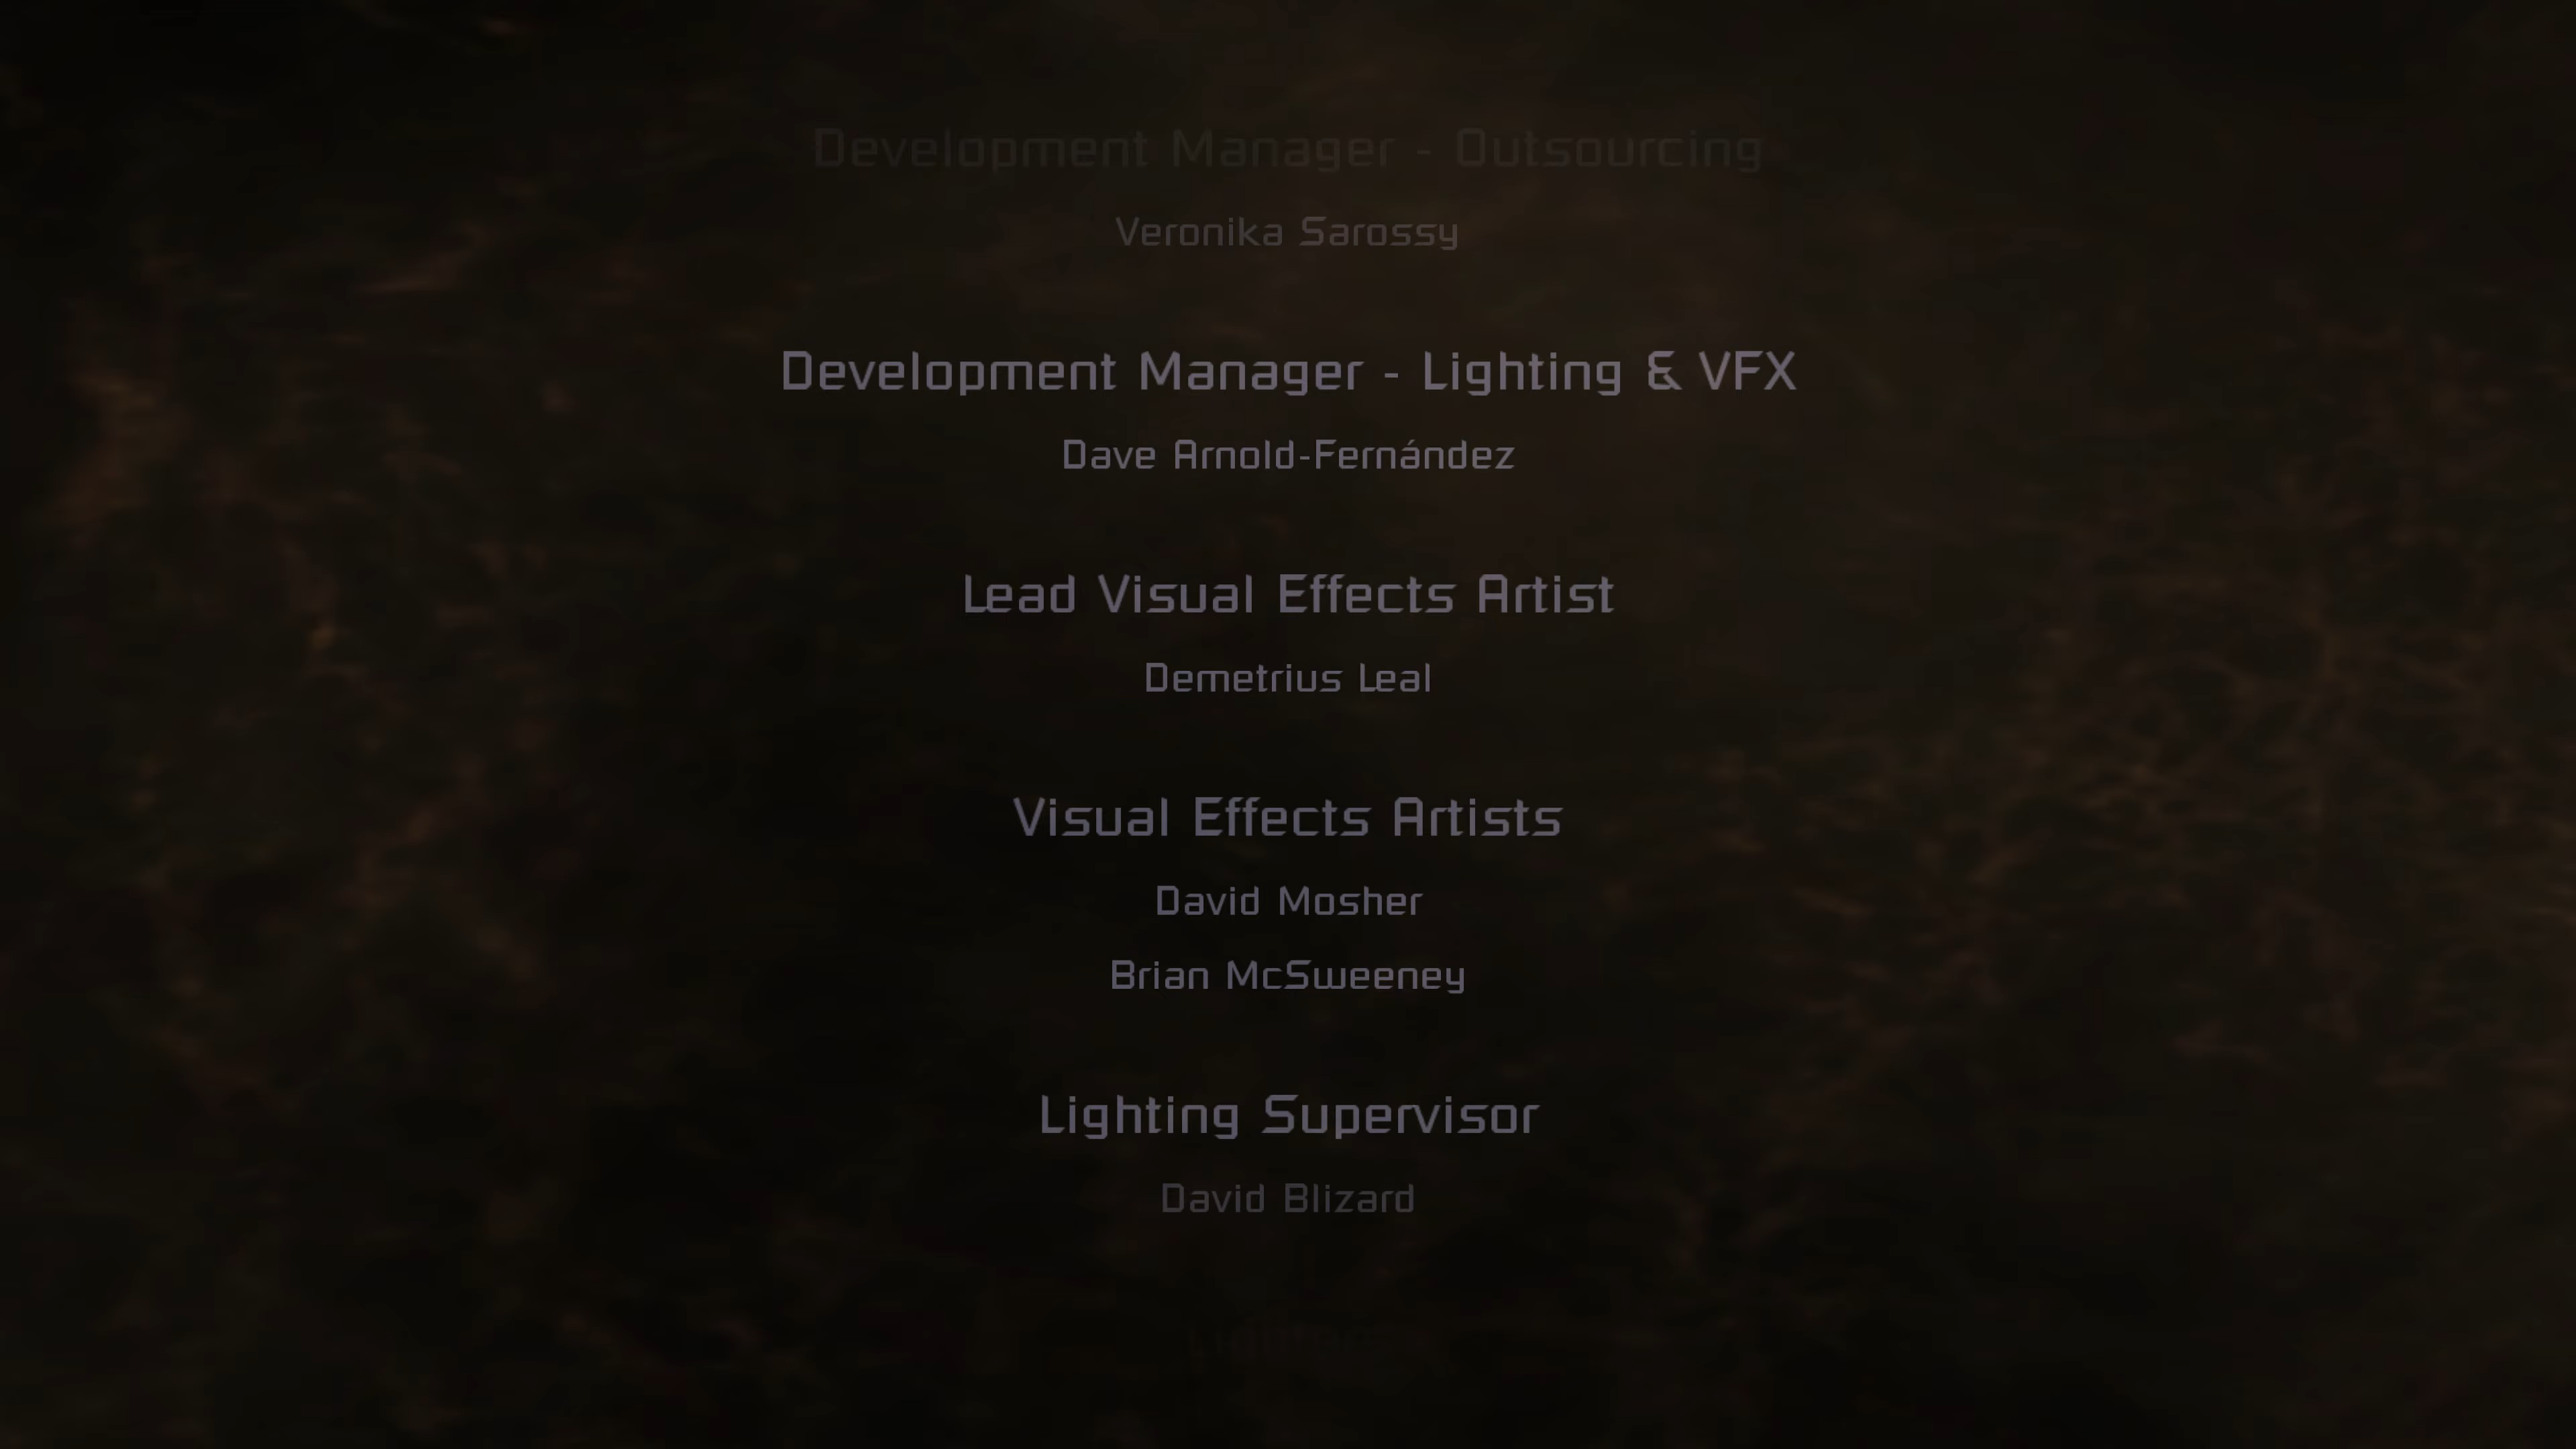 Development Manager - Outsourcing
Veronika Sarossy
Development Manager - Lighting & VFX
Dave Arnold-Fernández
Lead Visual Effects Artist
Demetrius Leal
Visual Effects Artists
David Mosher
Brian McSweeney
Lighting Supervisor
David Blizard